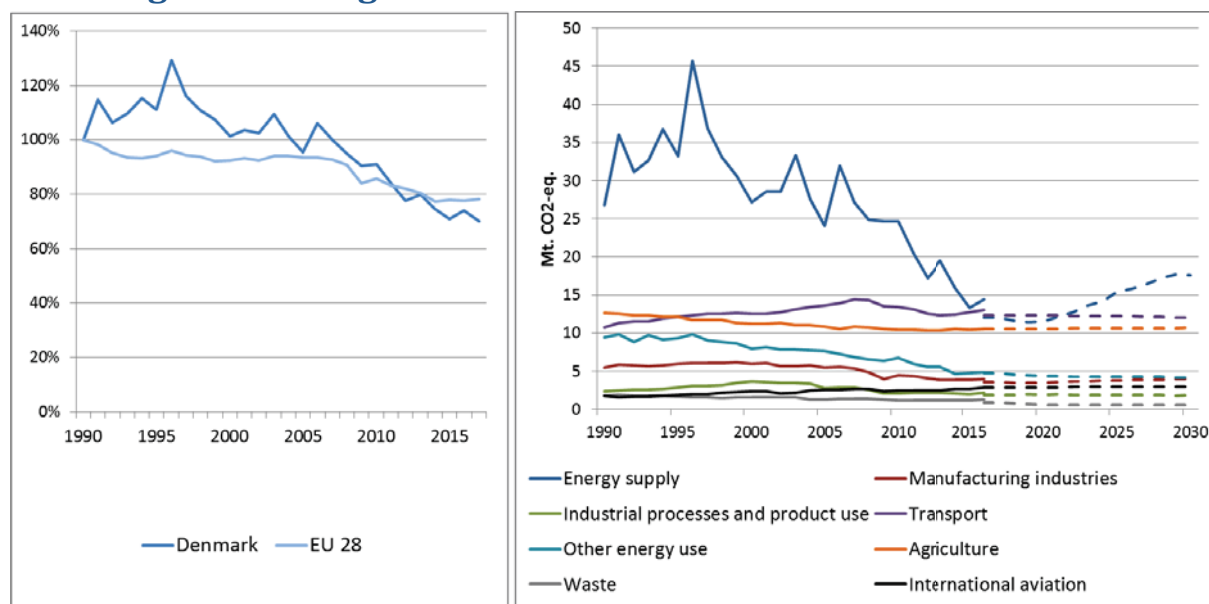 140%
120%
100%
80%
60%
40%
20%
0%
1990 1995 2000 2005 2010 2015
Denmark EU 28
Mt. CO2-eq.
50
45
40
35
30
25
20
15
10
5
0
1990 1995 2000 2005 2010 2015 2020 2025 2030
Energy supply Manufacturing industries
Industrial processes and product use Transport
Other energy use Agriculture
Waste International aviation